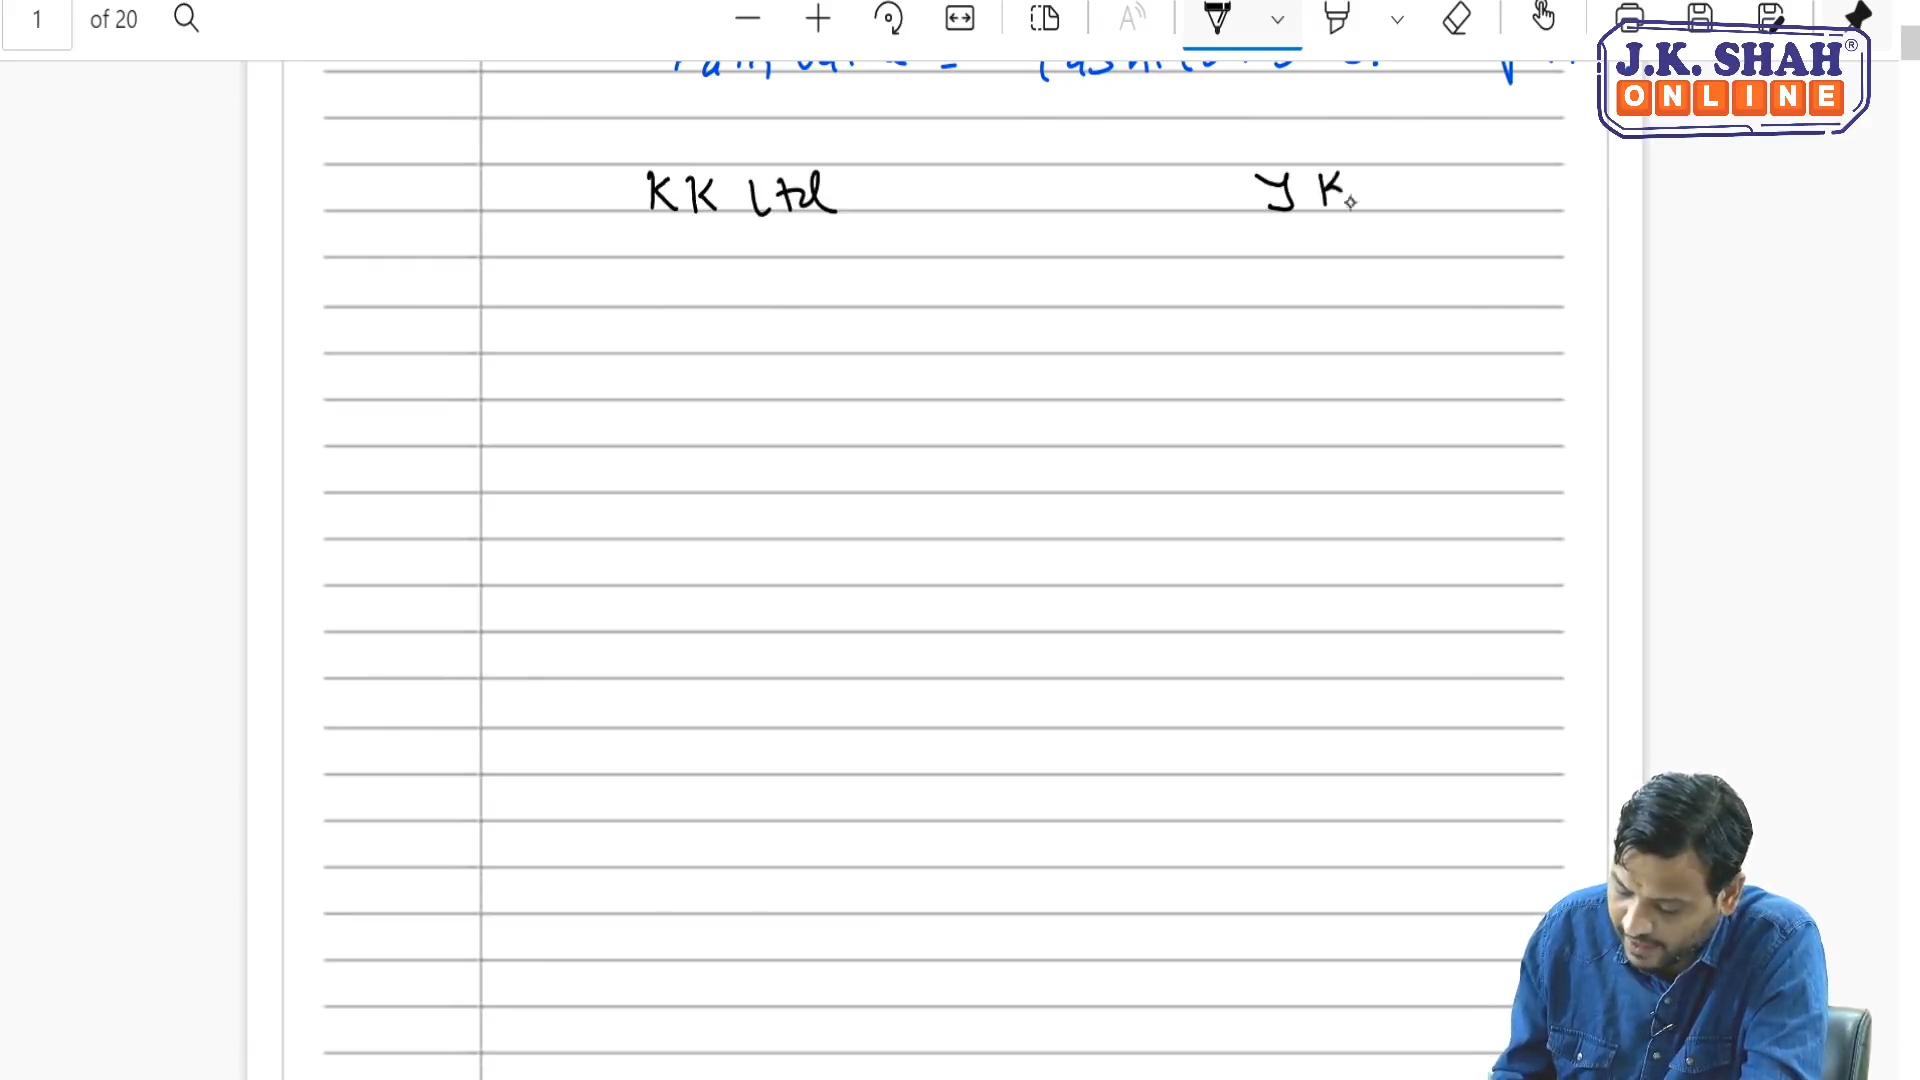 1 of 20
J.K. SHAH®
ONLINE
=
KK Ltd
J K